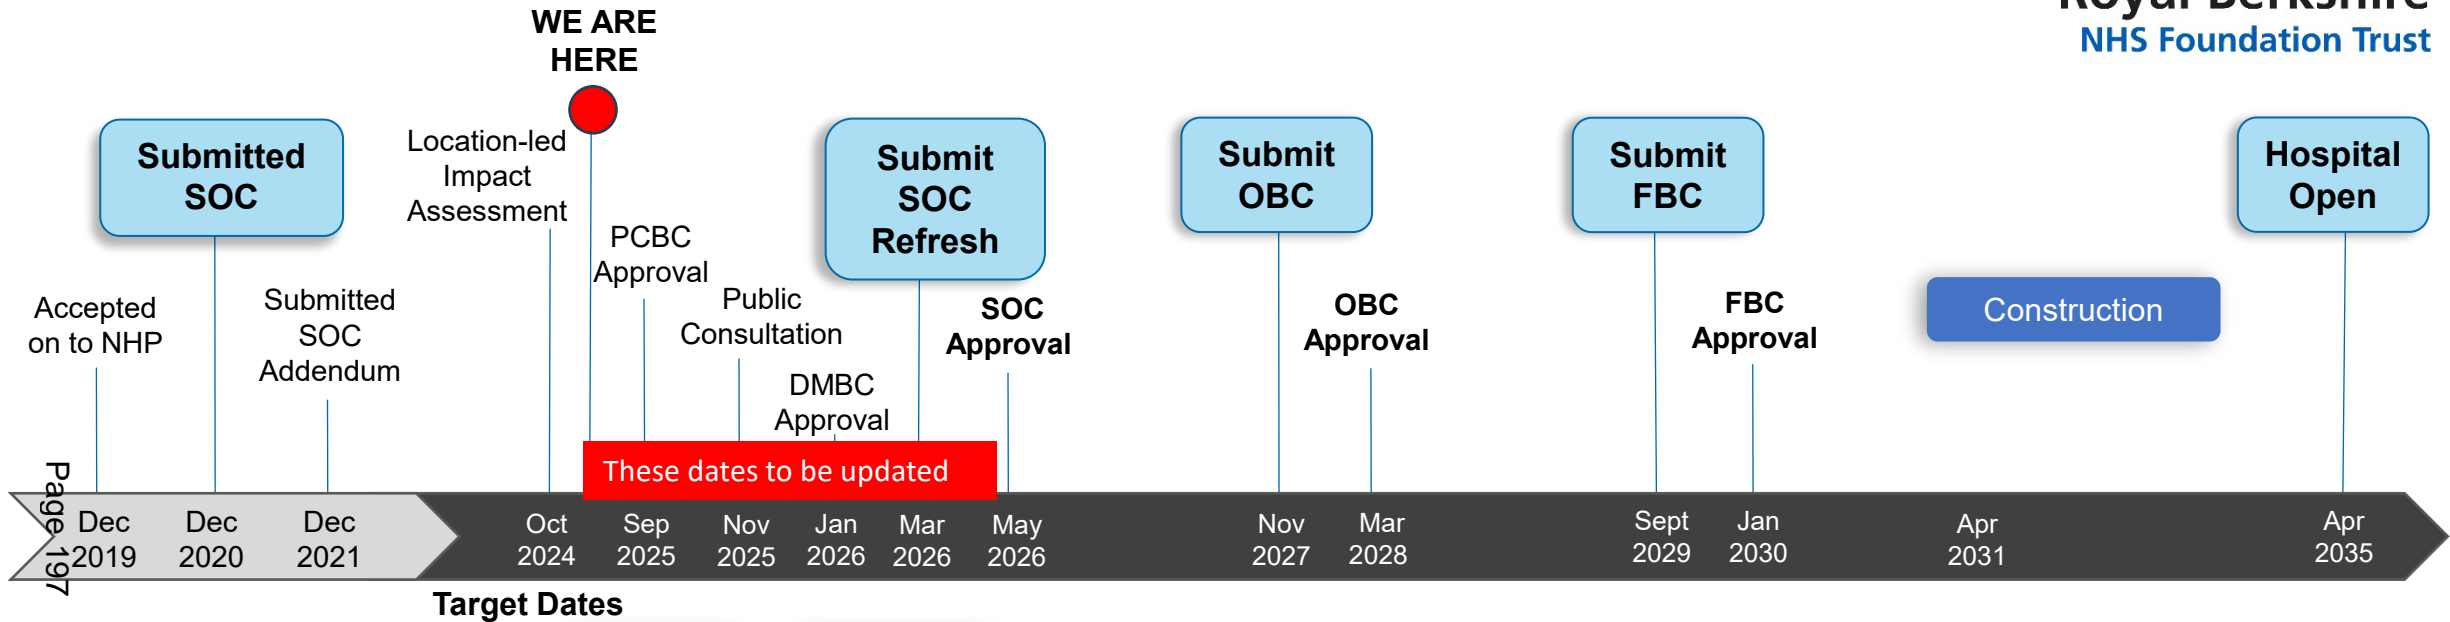 Royal Berkshire
NHS Foundation Trust
WE ARE
HERE
Submitted
SOC
Location-led
Impact
Assessment
Submit
SOC
Refresh
Submit
OBC
Submit
FBC
Hospital
Open
PCBC
Approval
Accepted
on to NHP
Submitted
SOC
Addendum
Public
Consultation
DMBC
Approval
SOC
Approval
OBC
Approval
FBC
Approval
Construction
These dates to be updated
Page 197
Dec
2019
Dec
2020
Dec
2021
Oct
2024
Sep
2025
Nov
2025
Jan
2026
Mar
2026
May
2026
Nov
2027
Mar
2028
Sept
2029
Jan
2030
Apr
2031
Apr
2035
Target Dates